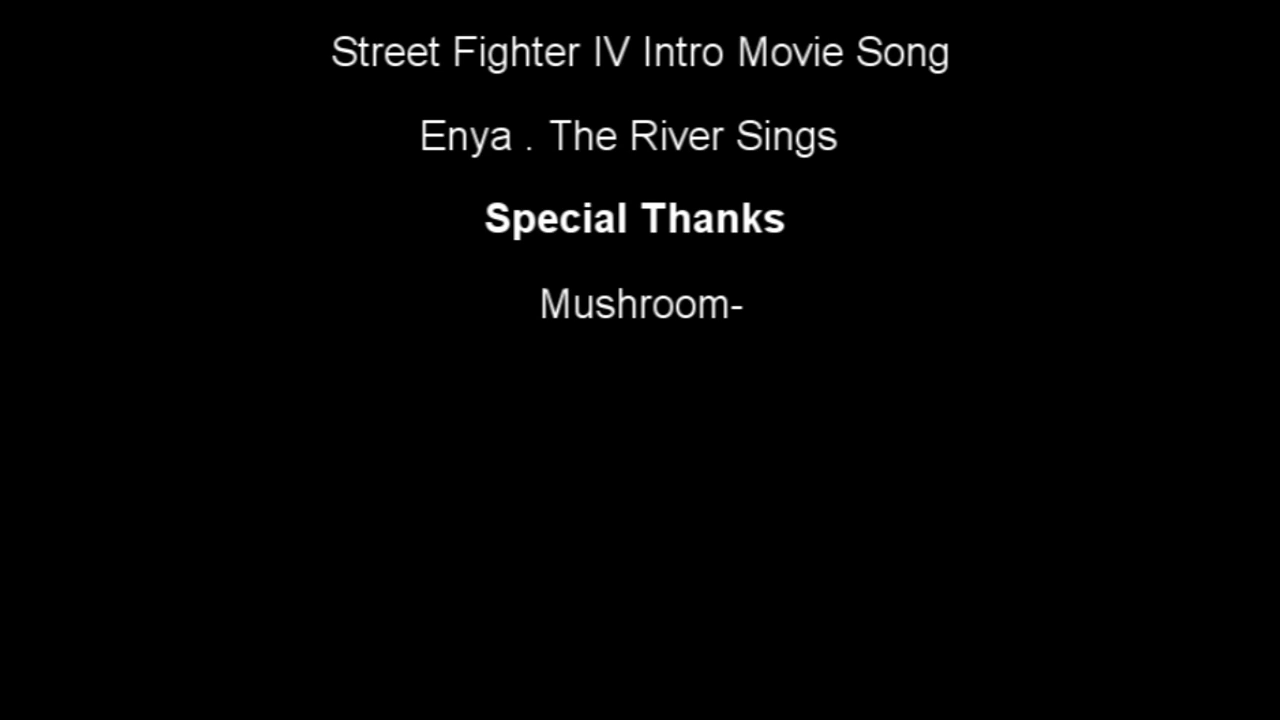 Street Fighter IV Intro Movie Song
Enya . The River Sings
Special Thanks
Mushroom-